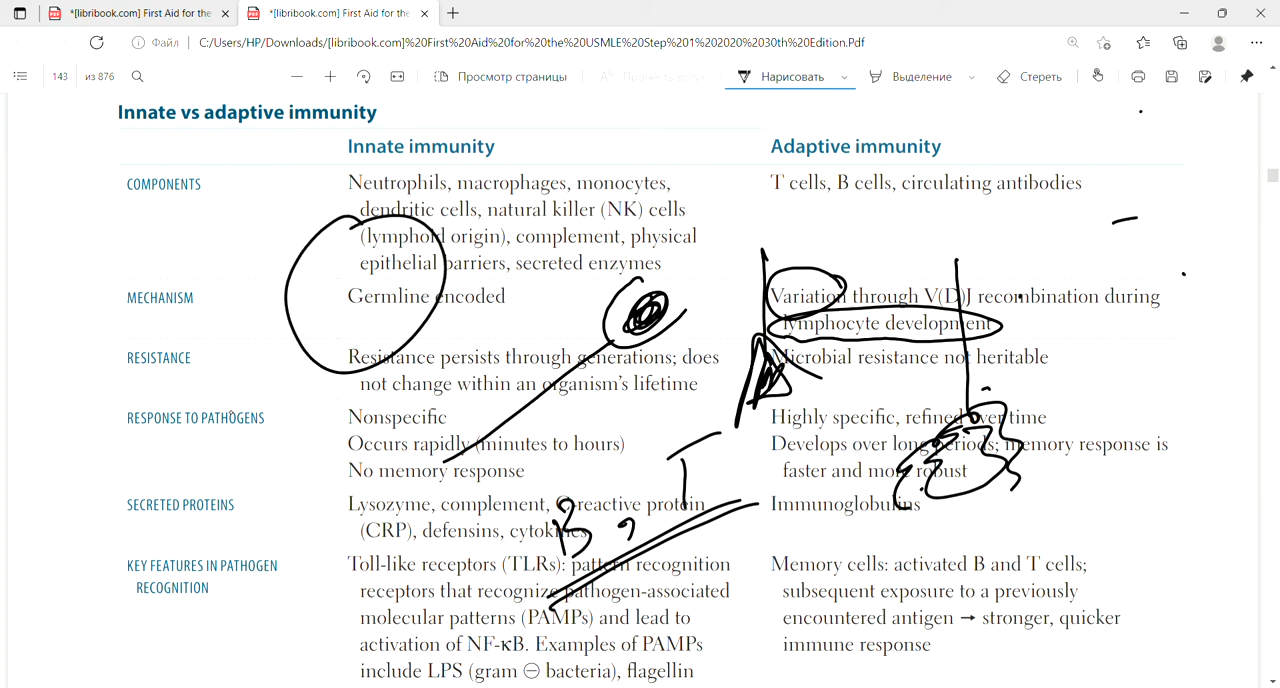 *[libribook.com] First Aid for the
*[libribook.com] First Aid for the
Файл
C:/Users/HP/Downloads/[libribook.com]%20First%20Aid%20for%20the%20USMLE%20Step%201%202020%2030th%20Edition.Pdf
143 из 876
Просмотр страницы
Прочесть вслух
Нарисовать
Выделение
Стереть
Innate vs adaptive immunity
Innate immunity
Adaptive immunity
COMPONENTS
Neutrophils, macrophages, monocytes,
dendritic cells, natural killer (NK) cells
(lymphoid origin), complement, physical
epithelial barriers, secreted enzymes
T cells, B cells, circulating antibodies
MECHANISM
Germline encoded
Variation through V(D)J recombination during
lymphocyte development
RESISTANCE
Resistance persists through generations; does
not change within an organism's lifetime
Microbial resistance not heritable
RESPONSE TO PATHOGENS
Nonspecific
Occurs rapidly (minutes to hours)
No memory response
Highly specific, refined over time
Develops over long periods; memory response is
faster and more robust
SECRETED PROTEINS
Lysozyme, complement, C-reactive protein
(CRP), defensins, cytokines
Immunoglobulins
B, T
KEY FEATURES IN PATHOGEN
RECOGNITION
Toll-like receptors (TLRs): pattern recognition
receptors that recognize pathogen-associated
molecular patterns (PAMPs) and lead to
activation of NF-κB. Examples of PAMPs
include LPS (gram ⊖ bacteria), flagellin
Memory cells: activated B and T cells;
subsequent exposure to a previously
encountered antigen → stronger, quicker
immune response